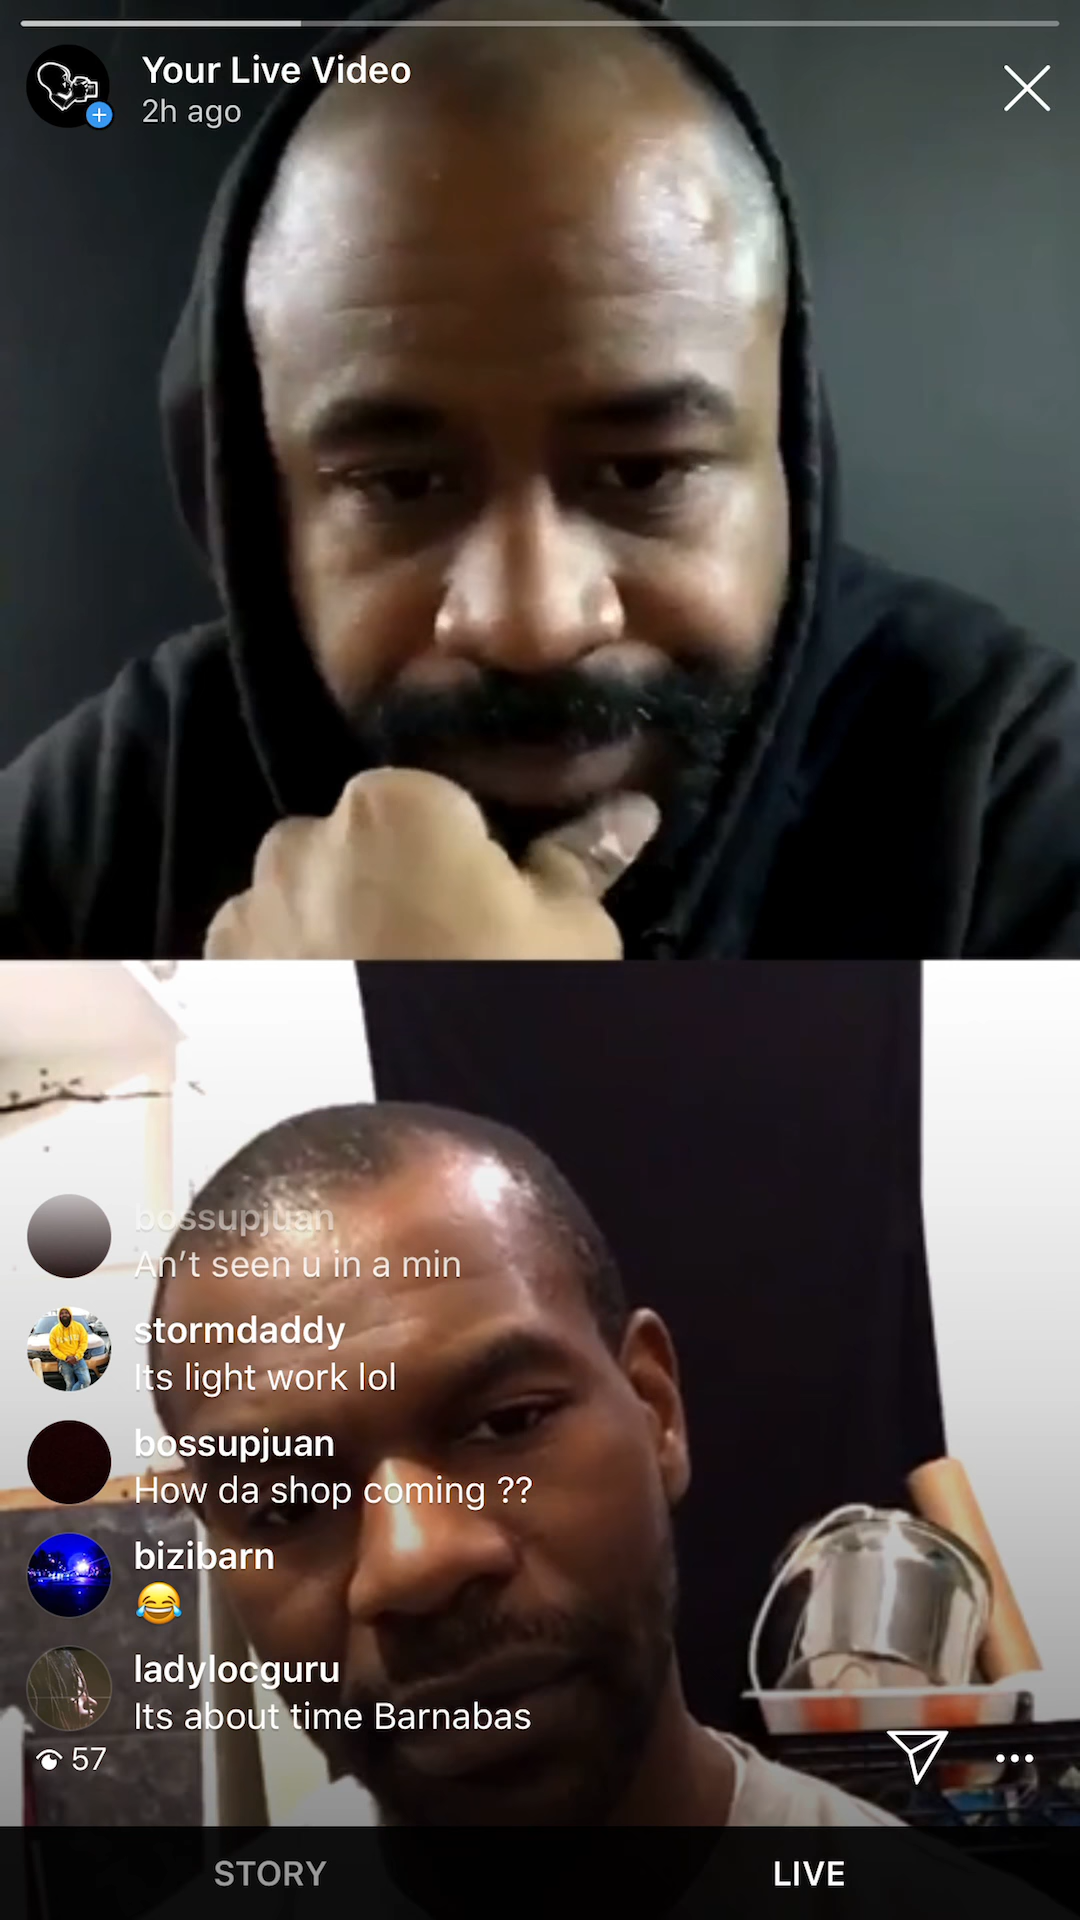 Your Live Video
2h ago
bossupjuan
An't seen u in a min
stormdaddy
Its light work lol
bossupjuan
How da shop coming ??
bizibarn
😂
ladylocguru
Its about time Barnabas
57
STORY
LIVE